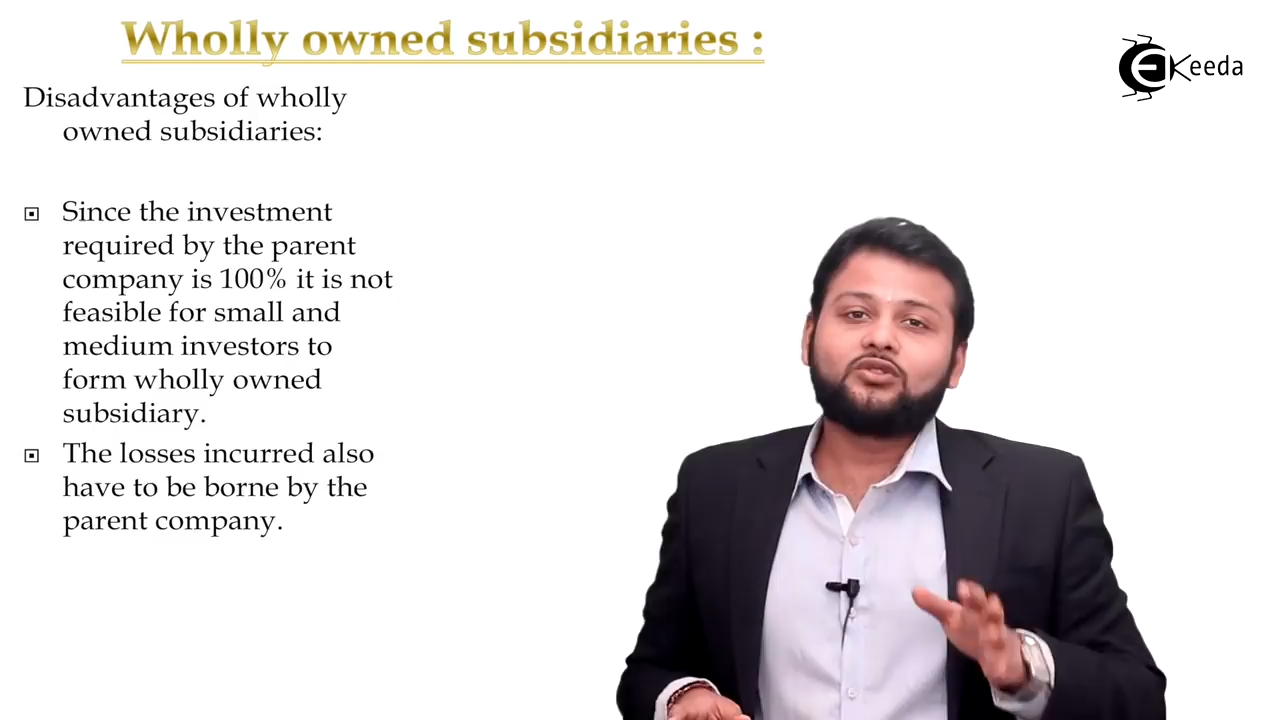 Wholly owned subsidiaries :
Keeda
Disadvantages of wholly
owned subsidiaries:
Since the investment
required by the parent
company is 100% it is not
feasible for small and
medium investors to
form wholly owned
subsidiary.
The losses incurred also
have to be borne by the
parent company.